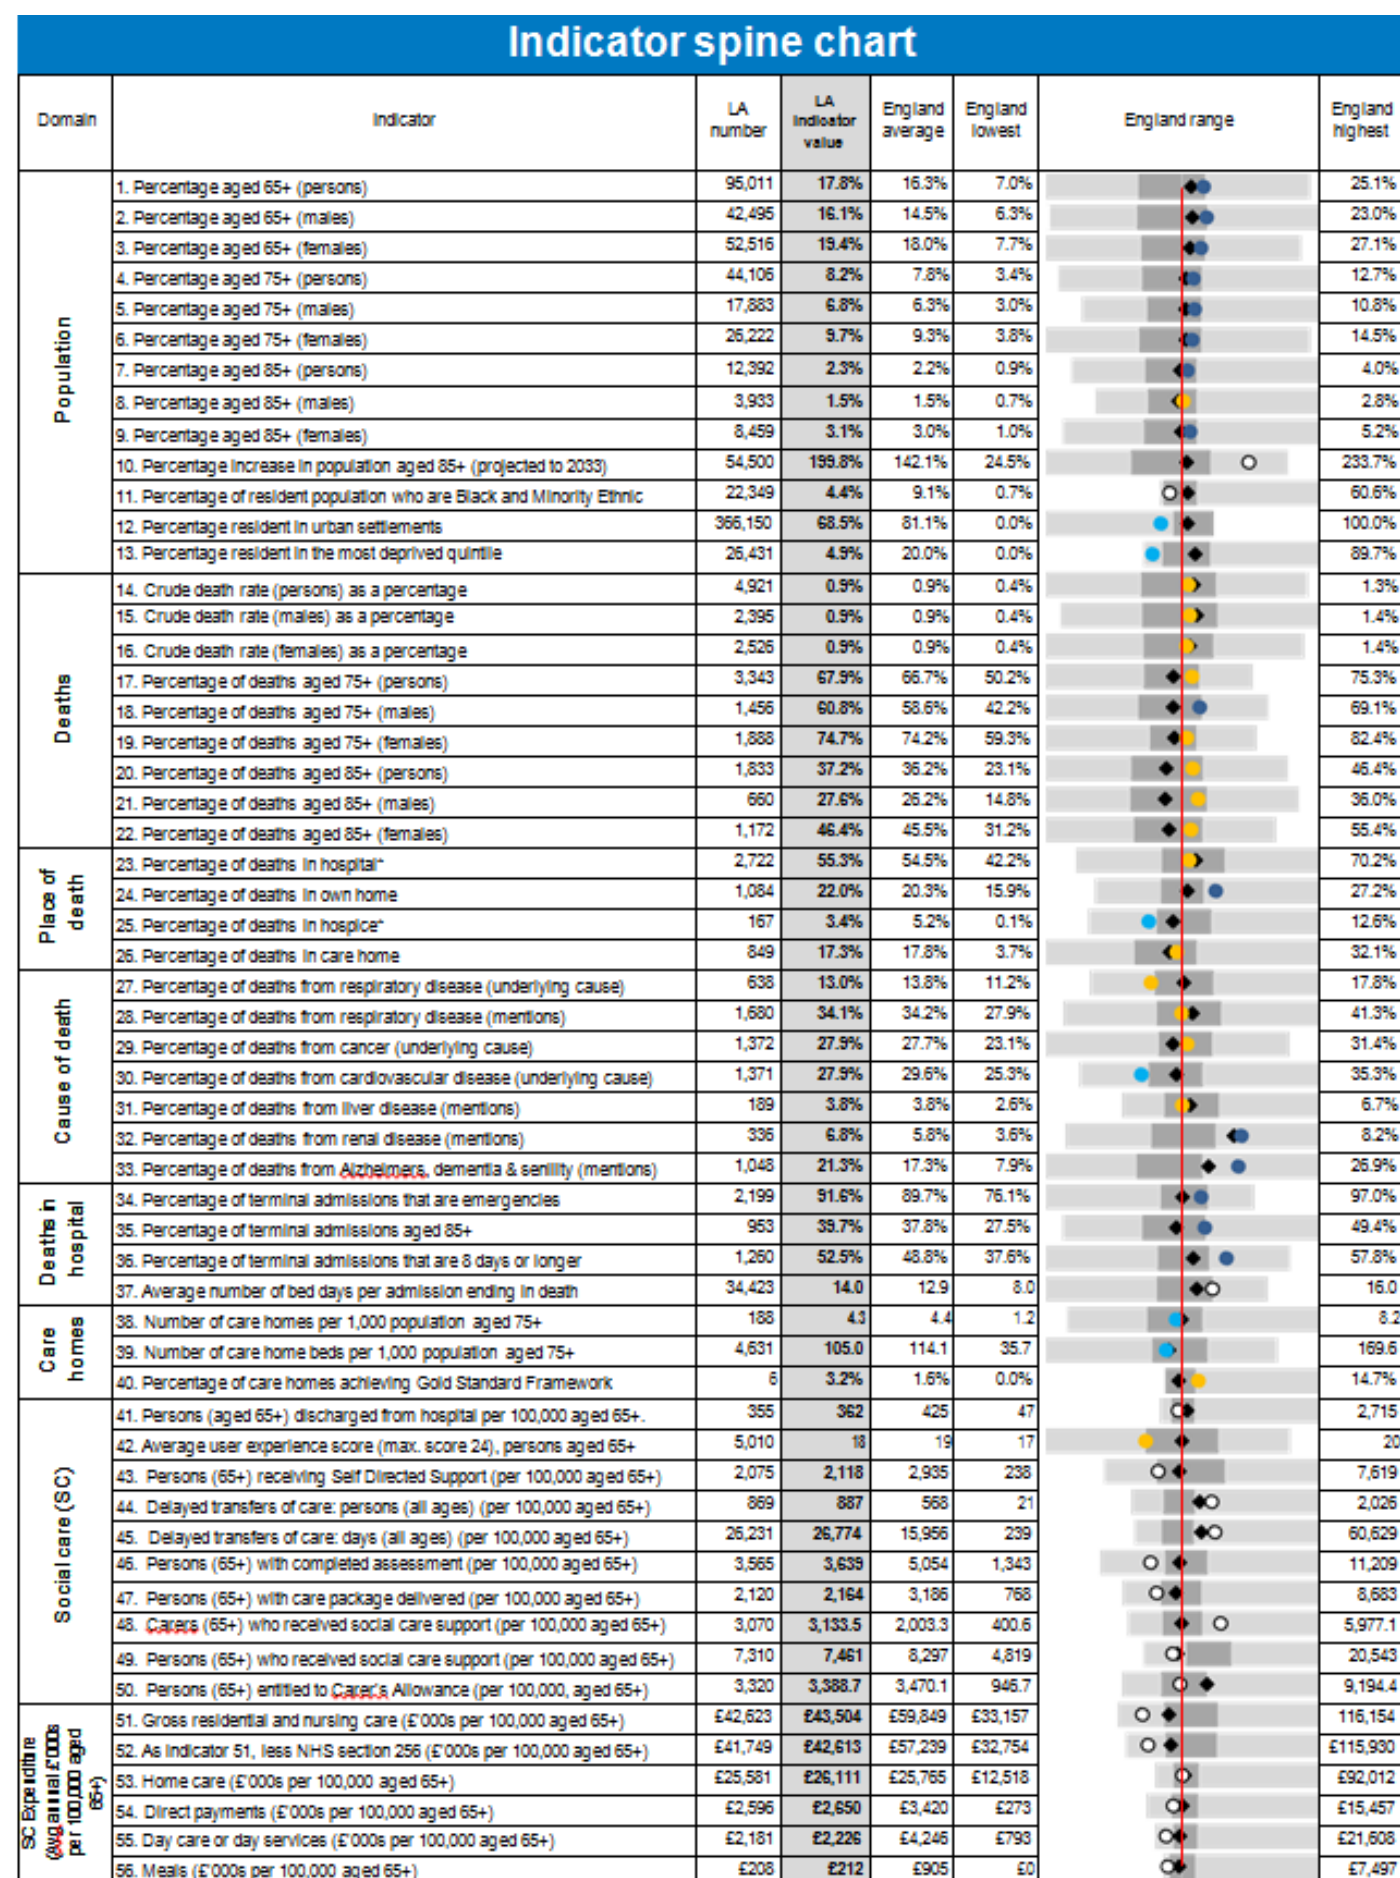 Indicator spine chart
Domain Indicator LA number LA indicator value England average England lowest England range England highest
Population
1. Percentage aged 65+ (persons) 95,011 17.8% 16.3% 7.0% 25.1%
2. Percentage aged 65+ (males) 42,495 16.1% 14.5% 6.3% 23.0%
3. Percentage aged 65+ (females) 52,516 19.4% 18.0% 7.7% 27.1%
4. Percentage aged 75+ (persons) 44,106 8.2% 7.8% 3.4% 12.7%
5. Percentage aged 75+ (males) 17,883 6.8% 6.3% 3.0% 10.8%
6. Percentage aged 75+ (females) 26,222 9.7% 9.3% 3.8% 14.5%
7. Percentage aged 85+ (persons) 12,392 2.3% 2.2% 0.9% 4.0%
8. Percentage aged 85+ (males) 3,933 1.5% 1.5% 0.7% 2.8%
9. Percentage aged 85+ (females) 8,459 3.1% 3.0% 1.0% 5.2%
10. Percentage increase in population aged 85+ (projected to 2033) 54,500 199.8% 142.1% 24.5% 233.7%
11. Percentage of resident population who are Black and Minority Ethnic 22,349 4.4% 9.1% 0.7% 60.6%
12. Percentage resident in urban settlements 366,150 68.5% 81.1% 0.0% 100.0%
13. Percentage resident in the most deprived quintile 26,431 4.9% 20.0% 0.0% 89.7%
Deaths
14. Crude death rate (persons) as a percentage 4,921 0.9% 0.9% 0.4% 1.3%
15. Crude death rate (males) as a percentage 2,395 0.9% 0.9% 0.4% 1.4%
16. Crude death rate (females) as a percentage 2,526 0.9% 0.9% 0.4% 1.4%
17. Percentage of deaths aged 75+ (persons) 3,343 67.9% 66.7% 50.2% 75.3%
18. Percentage of deaths aged 75+ (males) 1,456 60.8% 58.6% 42.2% 69.1%
19. Percentage of deaths aged 75+ (females) 1,888 74.7% 74.2% 59.3% 82.4%
20. Percentage of deaths aged 85+ (persons) 1,833 37.2% 36.2% 23.1% 46.4%
21. Percentage of deaths aged 85+ (males) 660 27.6% 26.2% 14.8% 36.0%
22. Percentage of deaths aged 85+ (females) 1,172 46.4% 45.5% 31.2% 55.4%
Place of death
23. Percentage of deaths in hospital* 2,722 55.3% 54.5% 42.2% 70.2%
24. Percentage of deaths in own home 1,084 22.0% 20.3% 15.9% 27.2%
25. Percentage of deaths in hospice* 167 3.4% 5.2% 0.1% 12.6%
26. Percentage of deaths in care home 849 17.3% 17.8% 3.7% 32.1%
Cause of death
27. Percentage of deaths from respiratory disease (underlying cause) 638 13.0% 13.8% 11.2% 17.8%
28. Percentage of deaths from respiratory disease (mentions) 1,680 34.1% 34.2% 27.9% 41.3%
29. Percentage of deaths from cancer (underlying cause) 1,372 27.9% 27.7% 23.1% 31.4%
30. Percentage of deaths from cardiovascular disease (underlying cause) 1,371 27.9% 29.6% 25.3% 35.3%
31. Percentage of deaths from liver disease (mentions) 189 3.8% 3.8% 2.6% 6.7%
32. Percentage of deaths from renal disease (mentions) 336 6.8% 5.8% 3.6% 8.2%
33. Percentage of deaths from Alzheimers, dementia & senility (mentions) 1,048 21.3% 17.3% 7.9% 26.9%
Deaths in hospital
34. Percentage of terminal admissions that are emergencies 2,199 91.6% 89.7% 76.1% 97.0%
35. Percentage of terminal admissions aged 85+ 953 39.7% 37.8% 27.5% 49.4%
36. Percentage of terminal admissions that are 8 days or longer 1,260 52.5% 48.8% 37.6% 57.8%
37. Average number of bed days per admission ending in death 34,423 14.0 12.9 8.0 16.0
Care homes
38. Number of care homes per 1,000 population aged 75+ 188 4.3 4.4 1.2 8.2
39. Number of care home beds per 1,000 population aged 75+ 4,631 105.0 114.1 35.7 169.6
40. Percentage of care homes achieving Gold Standard Framework 6 3.2% 1.6% 0.0% 14.7%
Social care (SC)
41. Persons (aged 65+) discharged from hospital per 100,000 aged 65+. 355 362 425 47 2,715
42. Average user experience score (max. score 24), persons aged 65+ 5,010 18 19 17 20
43. Persons (65+) receiving Self Directed Support (per 100,000 aged 65+) 2,075 2,118 2,935 238 7,619
44. Delayed transfers of care: persons (all ages) (per 100,000 aged 65+) 869 887 568 21 2,026
45. Delayed transfers of care: days (all ages) (per 100,000 aged 65+) 26,231 26,774 15,956 239 60,629
46. Persons (65+) with completed assessment (per 100,000 aged 65+) 3,565 3,639 5,054 1,343 11,209
47. Persons (65+) with care package delivered (per 100,000 aged 65+) 2,120 2,164 3,186 768 8,683
48. Carers (65+) who received social care support (per 100,000 aged 65+) 3,070 3,133.5 2,003.3 400.6 5,977.1
49. Persons (65+) who received social care support (per 100,000 aged 65+) 7,310 7,461 8,297 4,819 20,543
50. Persons (65+) entitled to Carer's Allowance (per 100,000, aged 65+) 3,320 3,388.7 3,470.1 946.7 9,194.4
SC Expenditure (Avg annual £'000s per 100,000 aged 65+)
51. Gross residential and nursing care (£'000s per 100,000 aged 65+) £42,623 £43,504 £59,849 £33,157 116,154
52. As indicator 51, less NHS section 256 (£'000s per 100,000 aged 65+) £41,749 £42,613 £57,239 £32,754 £115,930
53. Home care (£'000s per 100,000 aged 65+) £25,581 £26,111 £25,765 £12,518 £92,012
54. Direct payments (£'000s per 100,000 aged 65+) £2,596 £2,650 £3,420 £273 £15,457
55. Day care or day services (£'000s per 100,000 aged 65+) £2,181 £2,226 £4,246 £793 £21,608
56. Meals (£'000s per 100,000 aged 65+) £208 £212 £905 £0 £7,497